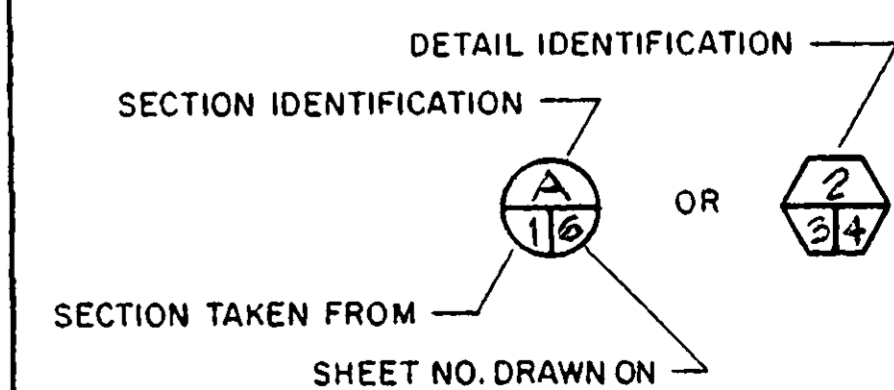 DETAIL IDENTIFICATION
SECTION IDENTIFICATION
A
2
OR
1 6
3 4
SECTION TAKEN FROM
SHEET NO. DRAWN ON